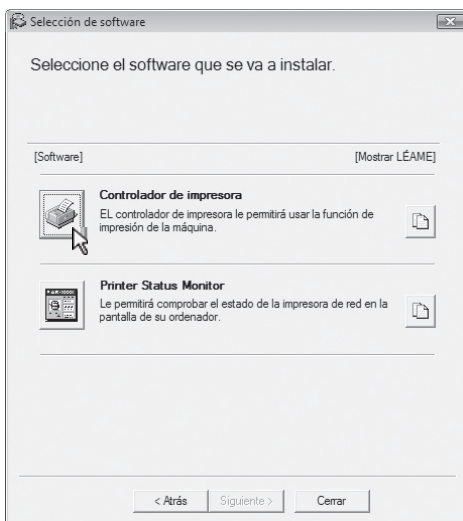 Selección de software
Seleccione el software que se va a instalar.
[Software] [Mostrar LÉAME]
Controlador de impresora
EL controlador de impresora le permitirá usar la función de
impresión de la máquina.
Printer Status Monitor
Le permitirá comprobar el estado de la impresora de red en la
pantalla de su ordenador.
< Atrás Siguiente > Cerrar